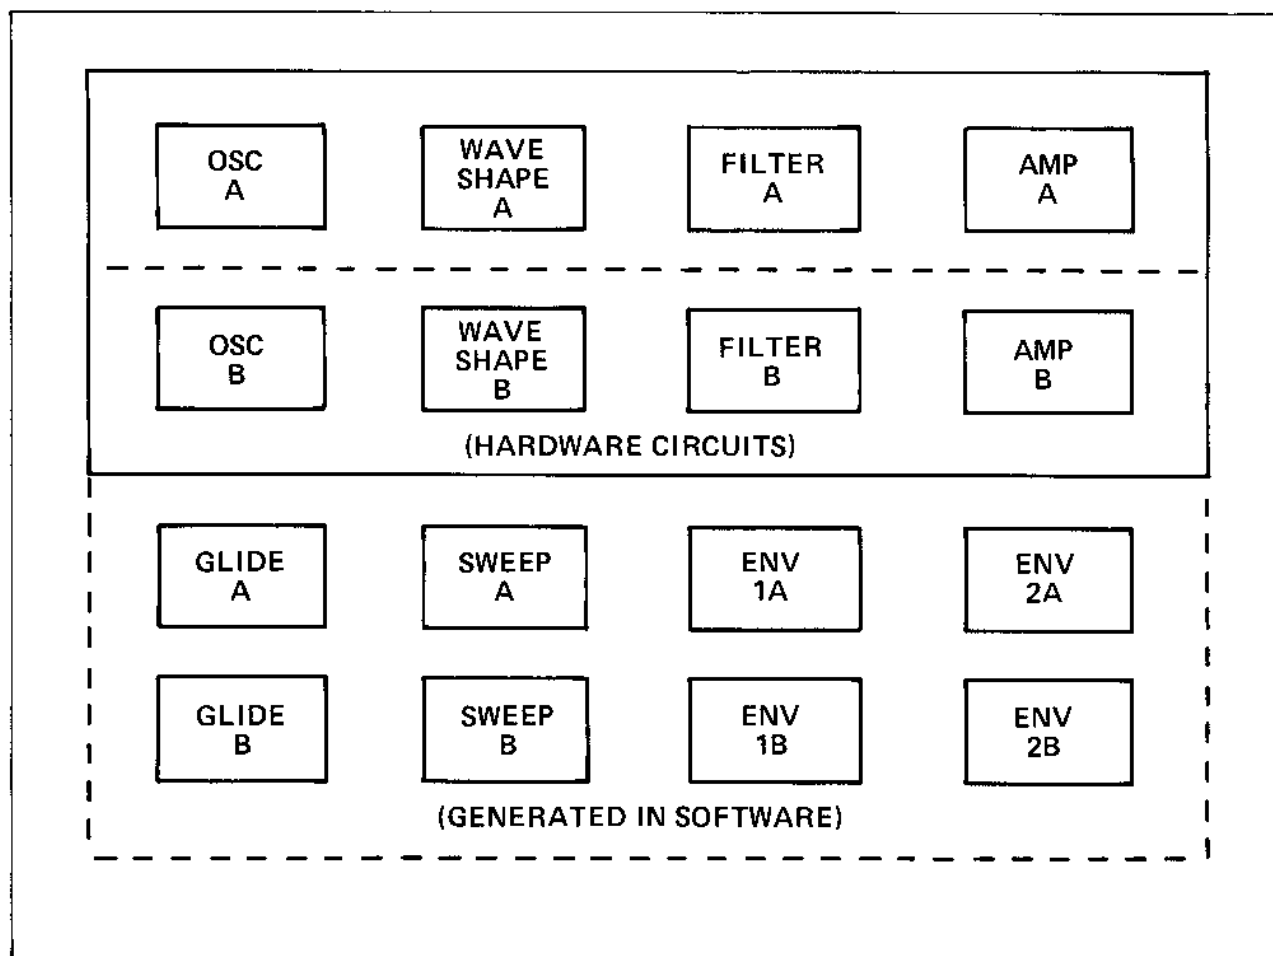 OSC
A
WAVE
SHAPE
A
FILTER
A
AMP
A
OSC
B
WAVE
SHAPE
B
FILTER
B
AMP
B
(HARDWARE CIRCUITS)
GLIDE
A
SWEEP
A
ENV
1A
ENV
2A
GLIDE
B
SWEEP
B
ENV
1B
ENV
2B
(GENERATED IN SOFTWARE)